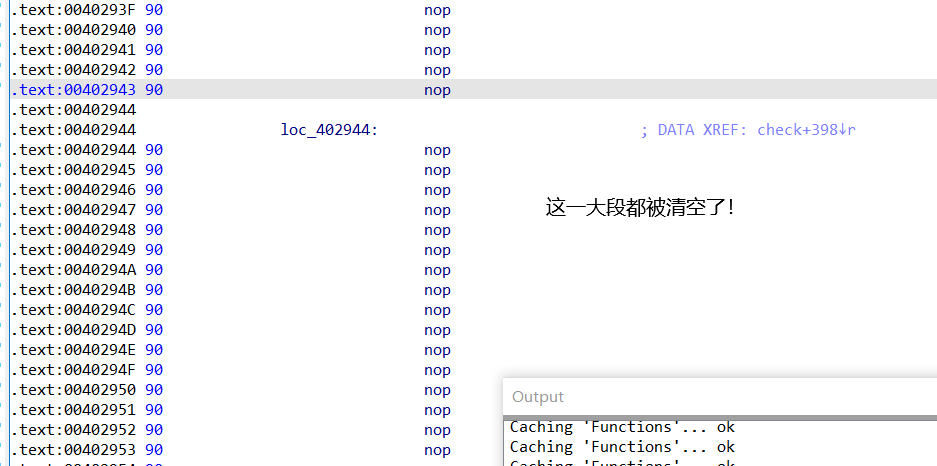 .text:0040293F 90 nop
.text:00402940 90 nop
.text:00402941 90 nop
.text:00402942 90 nop
.text:00402943 90 nop
.text:00402944
.text:00402944 loc_402944: ; DATA XREF: check+398↓r
.text:00402944 90 nop
.text:00402945 90 nop
.text:00402946 90 nop
.text:00402947 90 nop
这一大段都被清空了!
.text:00402948 90 nop
.text:00402949 90 nop
.text:0040294A 90 nop
.text:0040294B 90 nop
.text:0040294C 90 nop
.text:0040294D 90 nop
.text:0040294E 90 nop
.text:0040294F 90 nop
.text:00402950 90 nop
.text:00402951 90 nop
.text:00402952 90 nop
.text:00402953 90 nop
Output
Caching 'Functions'... ok
Caching 'Functions'... ok